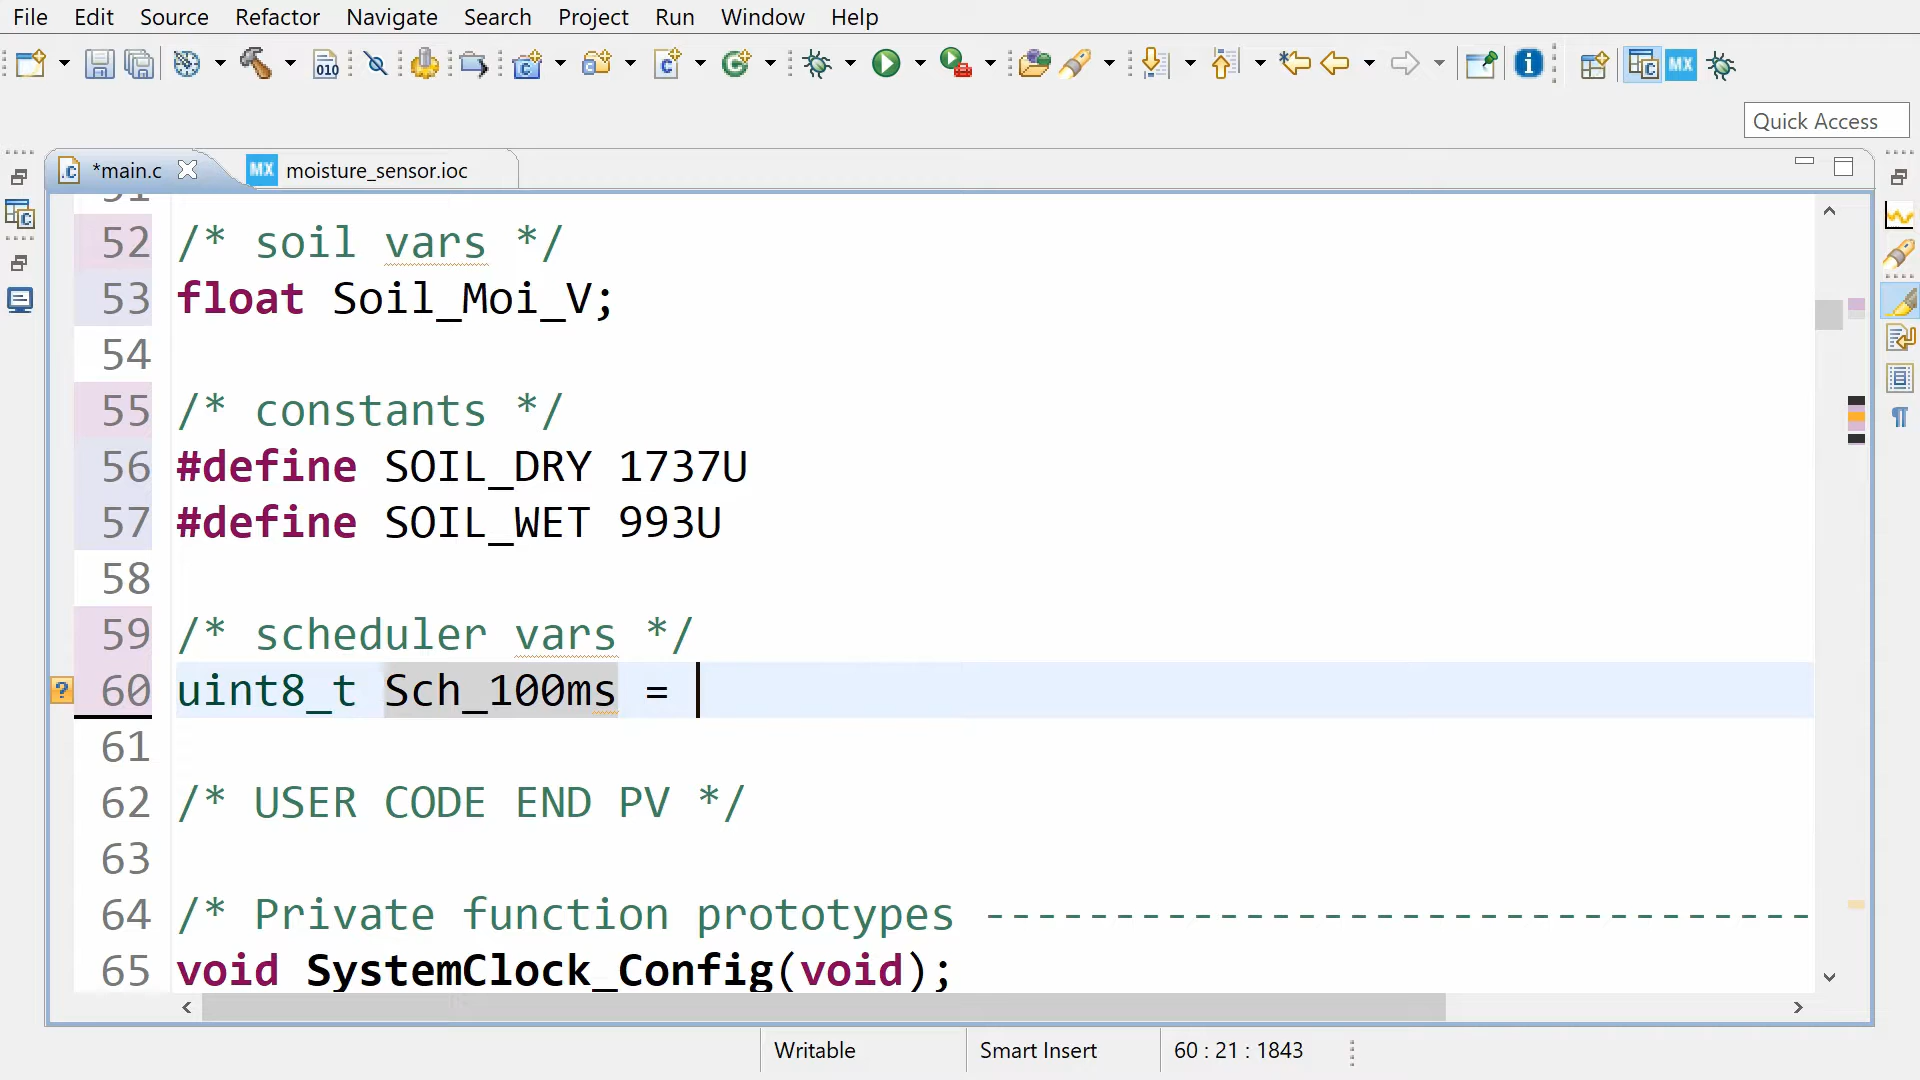 File Edit Source Refactor Navigate Search Project Run Window Help
010
MX
Quick Access
*main.c
MX moisture_sensor.ioc
52 /* soil vars */
53 float Soil_Moi_V;
54
55 /* constants */
56 #define SOIL_DRY 1737U
57 #define SOIL_WET 993U
58
59 /* scheduler vars */
60 uint8_t Sch_100ms =
61
62 /* USER CODE END PV */
63
64 /* Private function prototypes --------------------------------
65 void SystemClock_Config(void);
Writable Smart Insert 60 : 21 : 1843